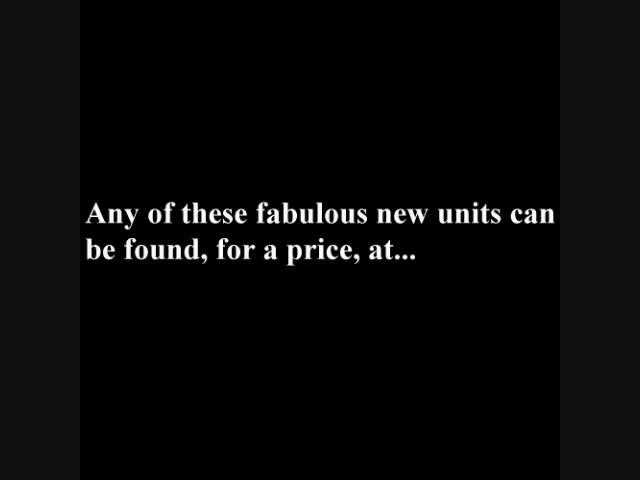 Any of these fabulous new units can
be found, for a price, at...